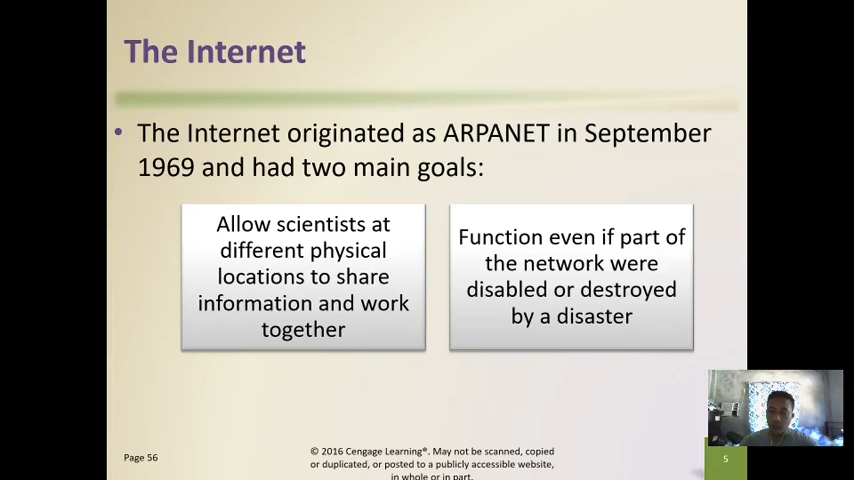 The Internet
• The Internet originated as ARPANET in September
1969 and had two main goals:
Allow scientists at
different physical
locations to share
information and work
together
Function even if part of
the network were
disabled or destroyed
by a disaster
Page 56
© 2016 Cengage Learning®. May not be scanned, copied
or duplicated, or posted to a publicly accessible website,
in whole or in part.
5